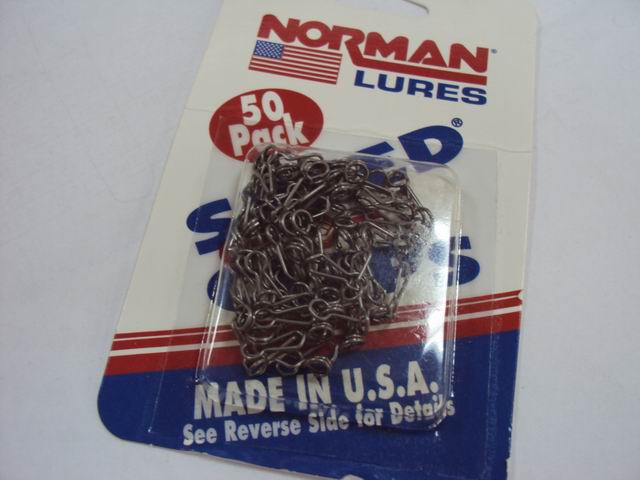 NORMAN®
LURES
50
Pack
®
MADE IN U.S.A.
See Reverse Side for Details